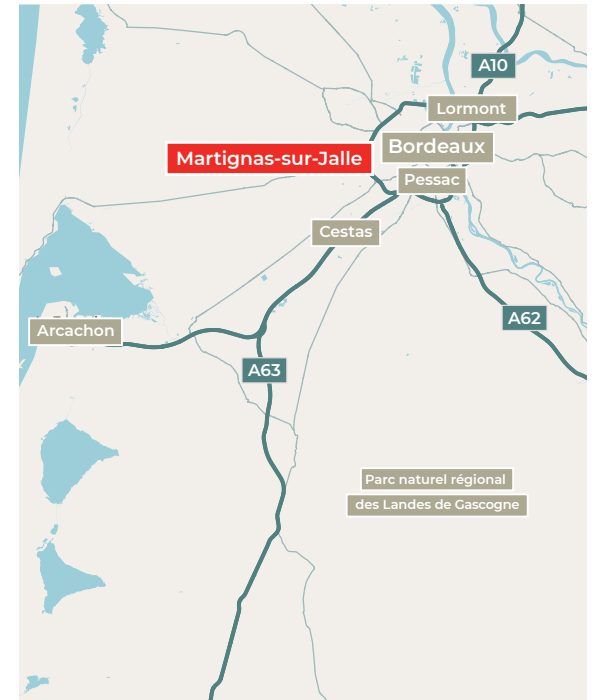 A10
Lormont
Bordeaux
Martignas-sur-Jalle
Pessac
Cestas
A62
Arcachon
A63
Parc naturel régional
des Landes de Gascogne